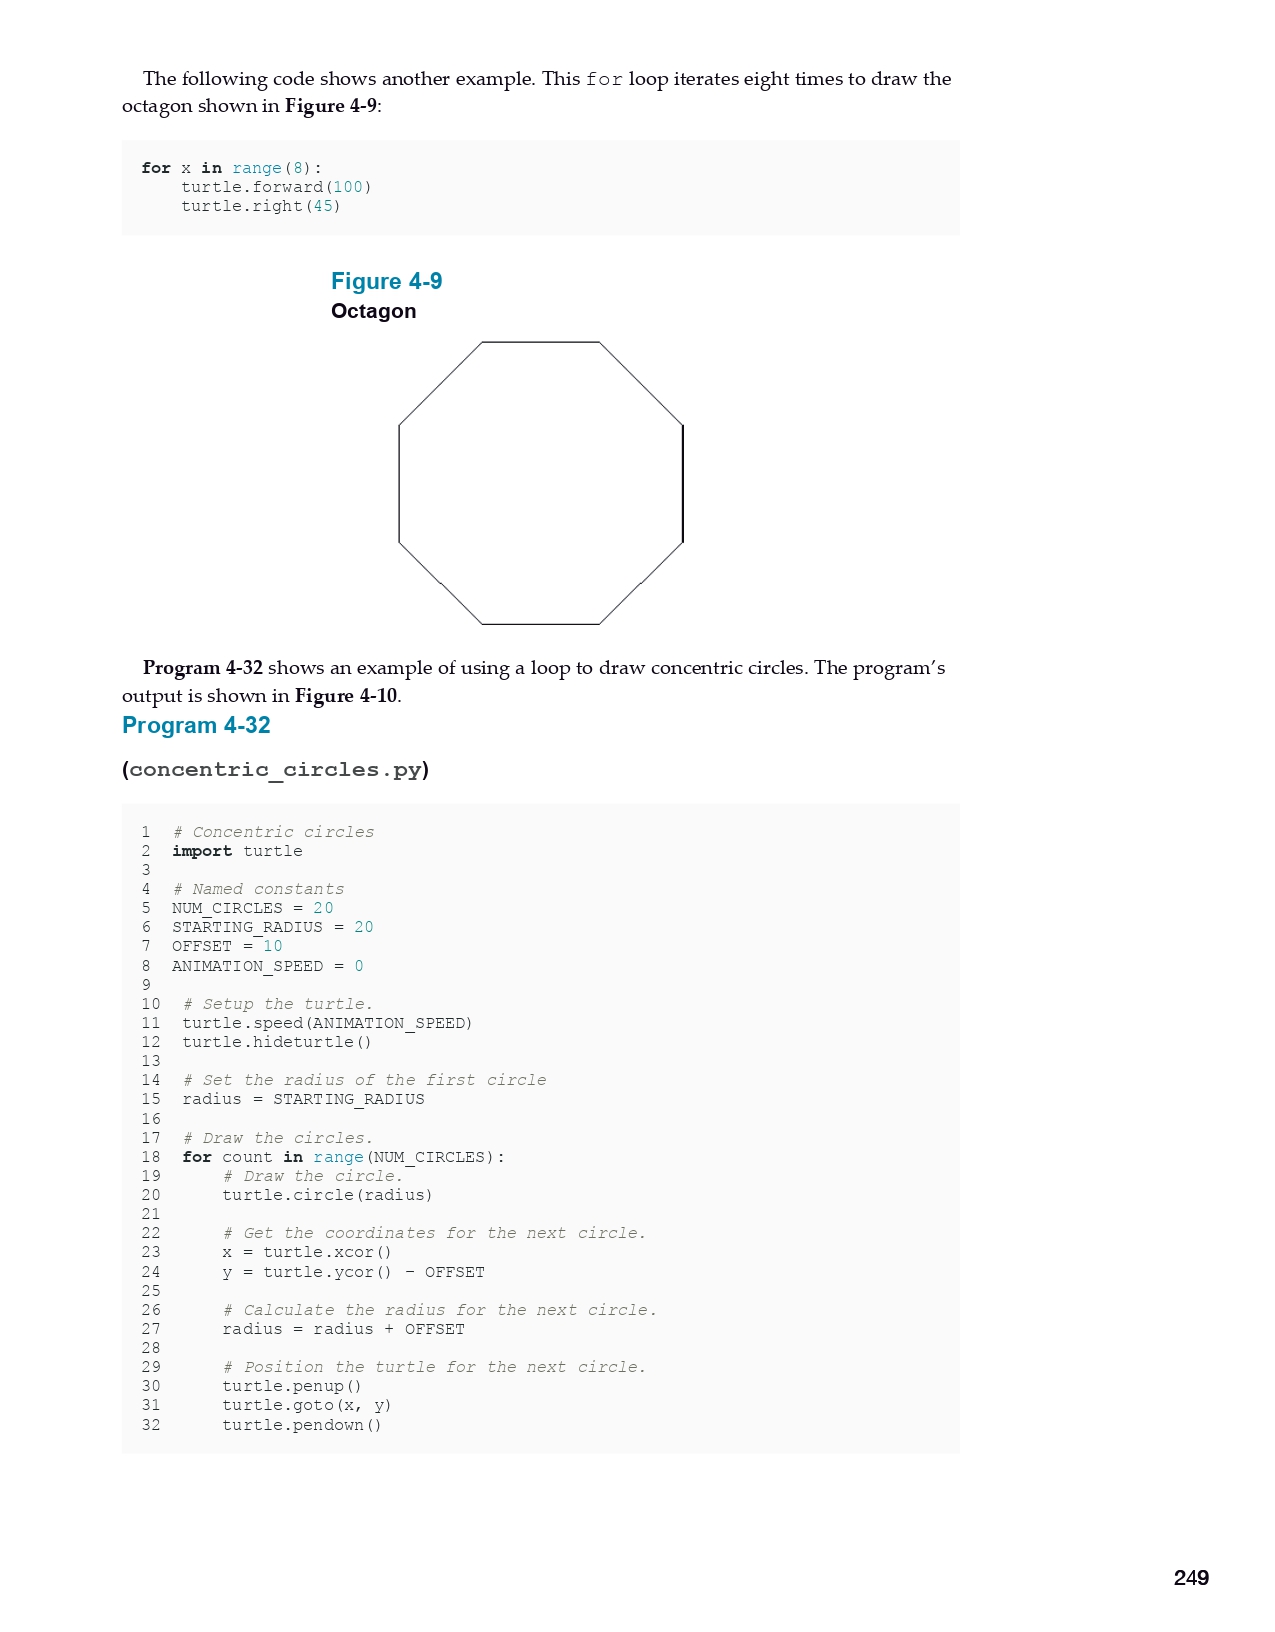 The following code shows another example. This for loop iterates eight times to draw the
octagon shown in Figure 4-9:
for x in range(8):
    turtle.forward(100)
    turtle.right(45)
Figure 4-9
Octagon
Program 4-32 shows an example of using a loop to draw concentric circles. The program’s
output is shown in Figure 4-10.
Program 4-32
(concentric_circles.py)
1  # Concentric circles
2  import turtle
3
4  # Named constants
5  NUM_CIRCLES = 20
6  STARTING_RADIUS = 20
7  OFFSET = 10
8  ANIMATION_SPEED = 0
9
10  # Setup the turtle.
11  turtle.speed(ANIMATION_SPEED)
12  turtle.hideturtle()
13
14  # Set the radius of the first circle
15  radius = STARTING_RADIUS
16
17  # Draw the circles.
18  for count in range(NUM_CIRCLES):
19      # Draw the circle.
20      turtle.circle(radius)
21
22      # Get the coordinates for the next circle.
23      x = turtle.xcor()
24      y = turtle.ycor() − OFFSET
25
26      # Calculate the radius for the next circle.
27      radius = radius + OFFSET
28
29      # Position the turtle for the next circle.
30      turtle.penup()
31      turtle.goto(x, y)
32      turtle.pendown()
249